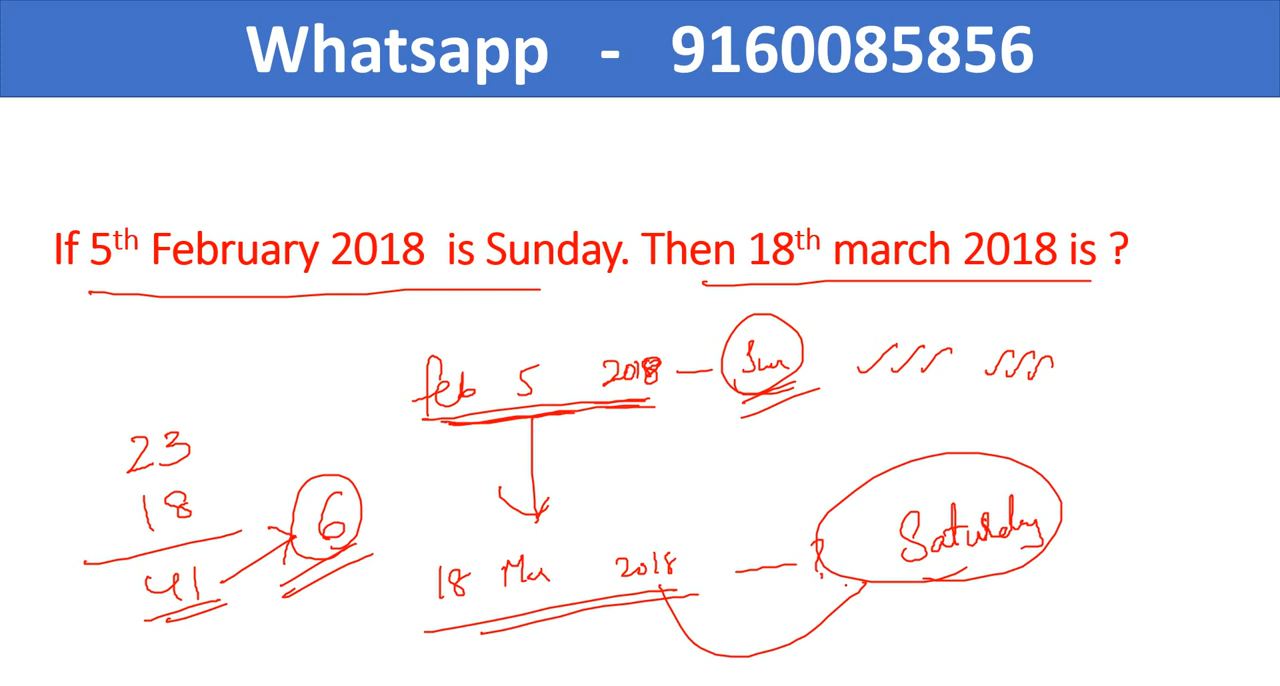 Whatsapp - 9160085856
If 5th February 2018 is Sunday. Then 18th march 2018 is ?
feb 5 2018 — Sun
23
18
41
6
18 Mar 2018 — ?
Saturday